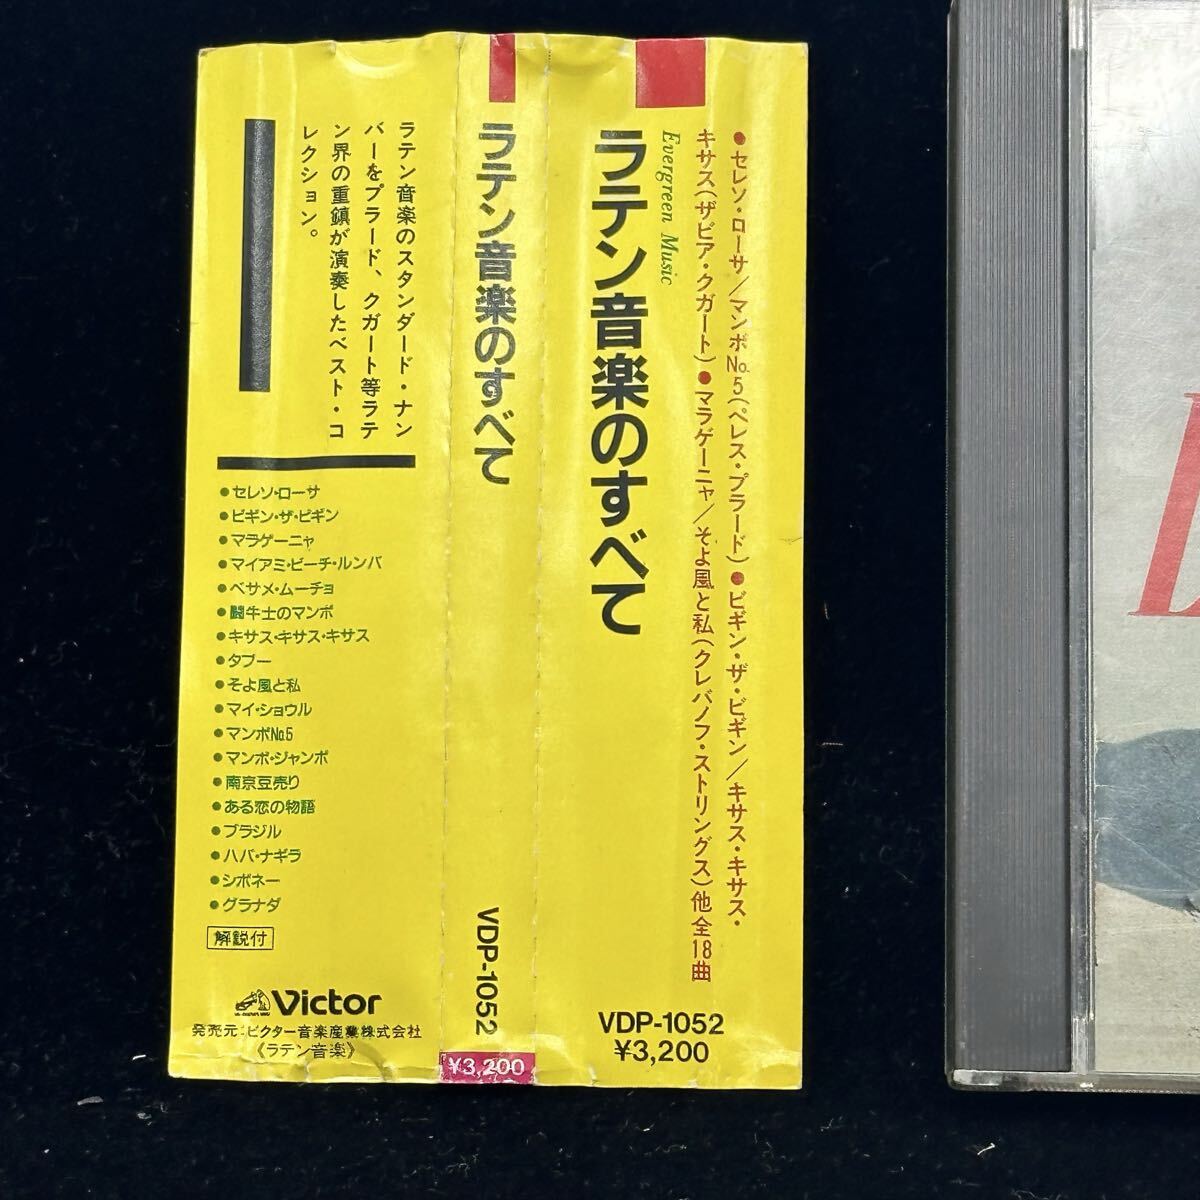 ●セレソ・ローサ/マンボNo.5(ペレス・プラード)●ビギン・ザ・ビギン/キサス・キサス・
キサス(ザビア・クガート)●マラゲーニャ/そよ風と私(クレバノフ・ストリングス)他全18曲
Evergreen Music
ラテン音楽のすべて
VDP-1052
¥3,200
ラテン音楽のすべて
VDP-1052
¥3,200
ラテン音楽のスタンダード・ナン
バーをプラード、クガート等ラテ
ン界の重鎮が演奏したベスト・コ
レクション。
●セレソ・ローサ
●ビギン・ザ・ビギン
●マラゲーニャ
●マイアミ・ビーチ・ルンバ
●ベサメ・ムーチョ
●闘牛士のマンボ
●キサス・キサス・キサス
●タブー
●そよ風と私
●マイ・ショウル
●マンボNo.5
●マンボ・ジャンボ
●南京豆売り
●ある恋の物語
●ブラジル
●ハバ・ナギラ
●シボネー
●グラナダ
解説付
Victor
発売元:ビクター音楽産業株式会社
《ラテン音楽》